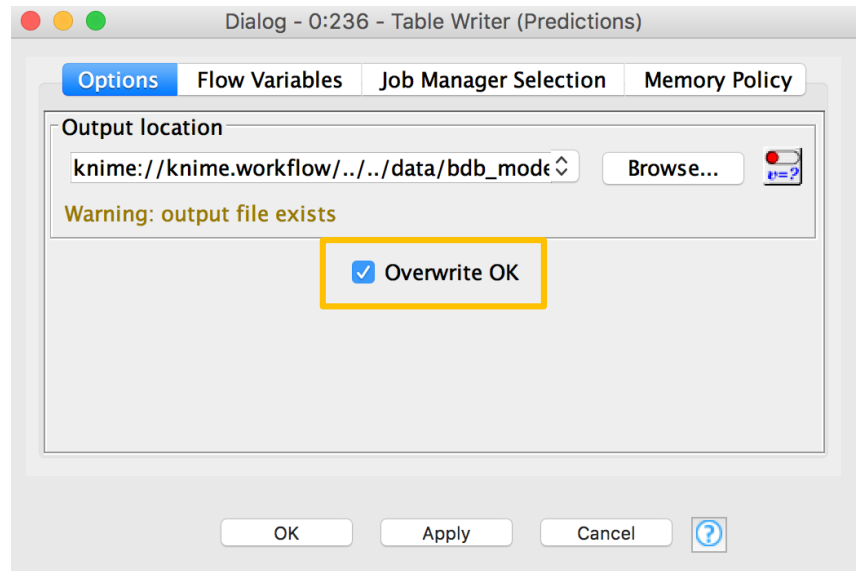 Dialog - 0:236 - Table Writer (Predictions)
Options Flow Variables Job Manager Selection Memory Policy
Output location
knime://knime.workflow/../../data/bdb_mode Browse... v=?
Warning: output file exists
Overwrite OK
OK Apply Cancel ?